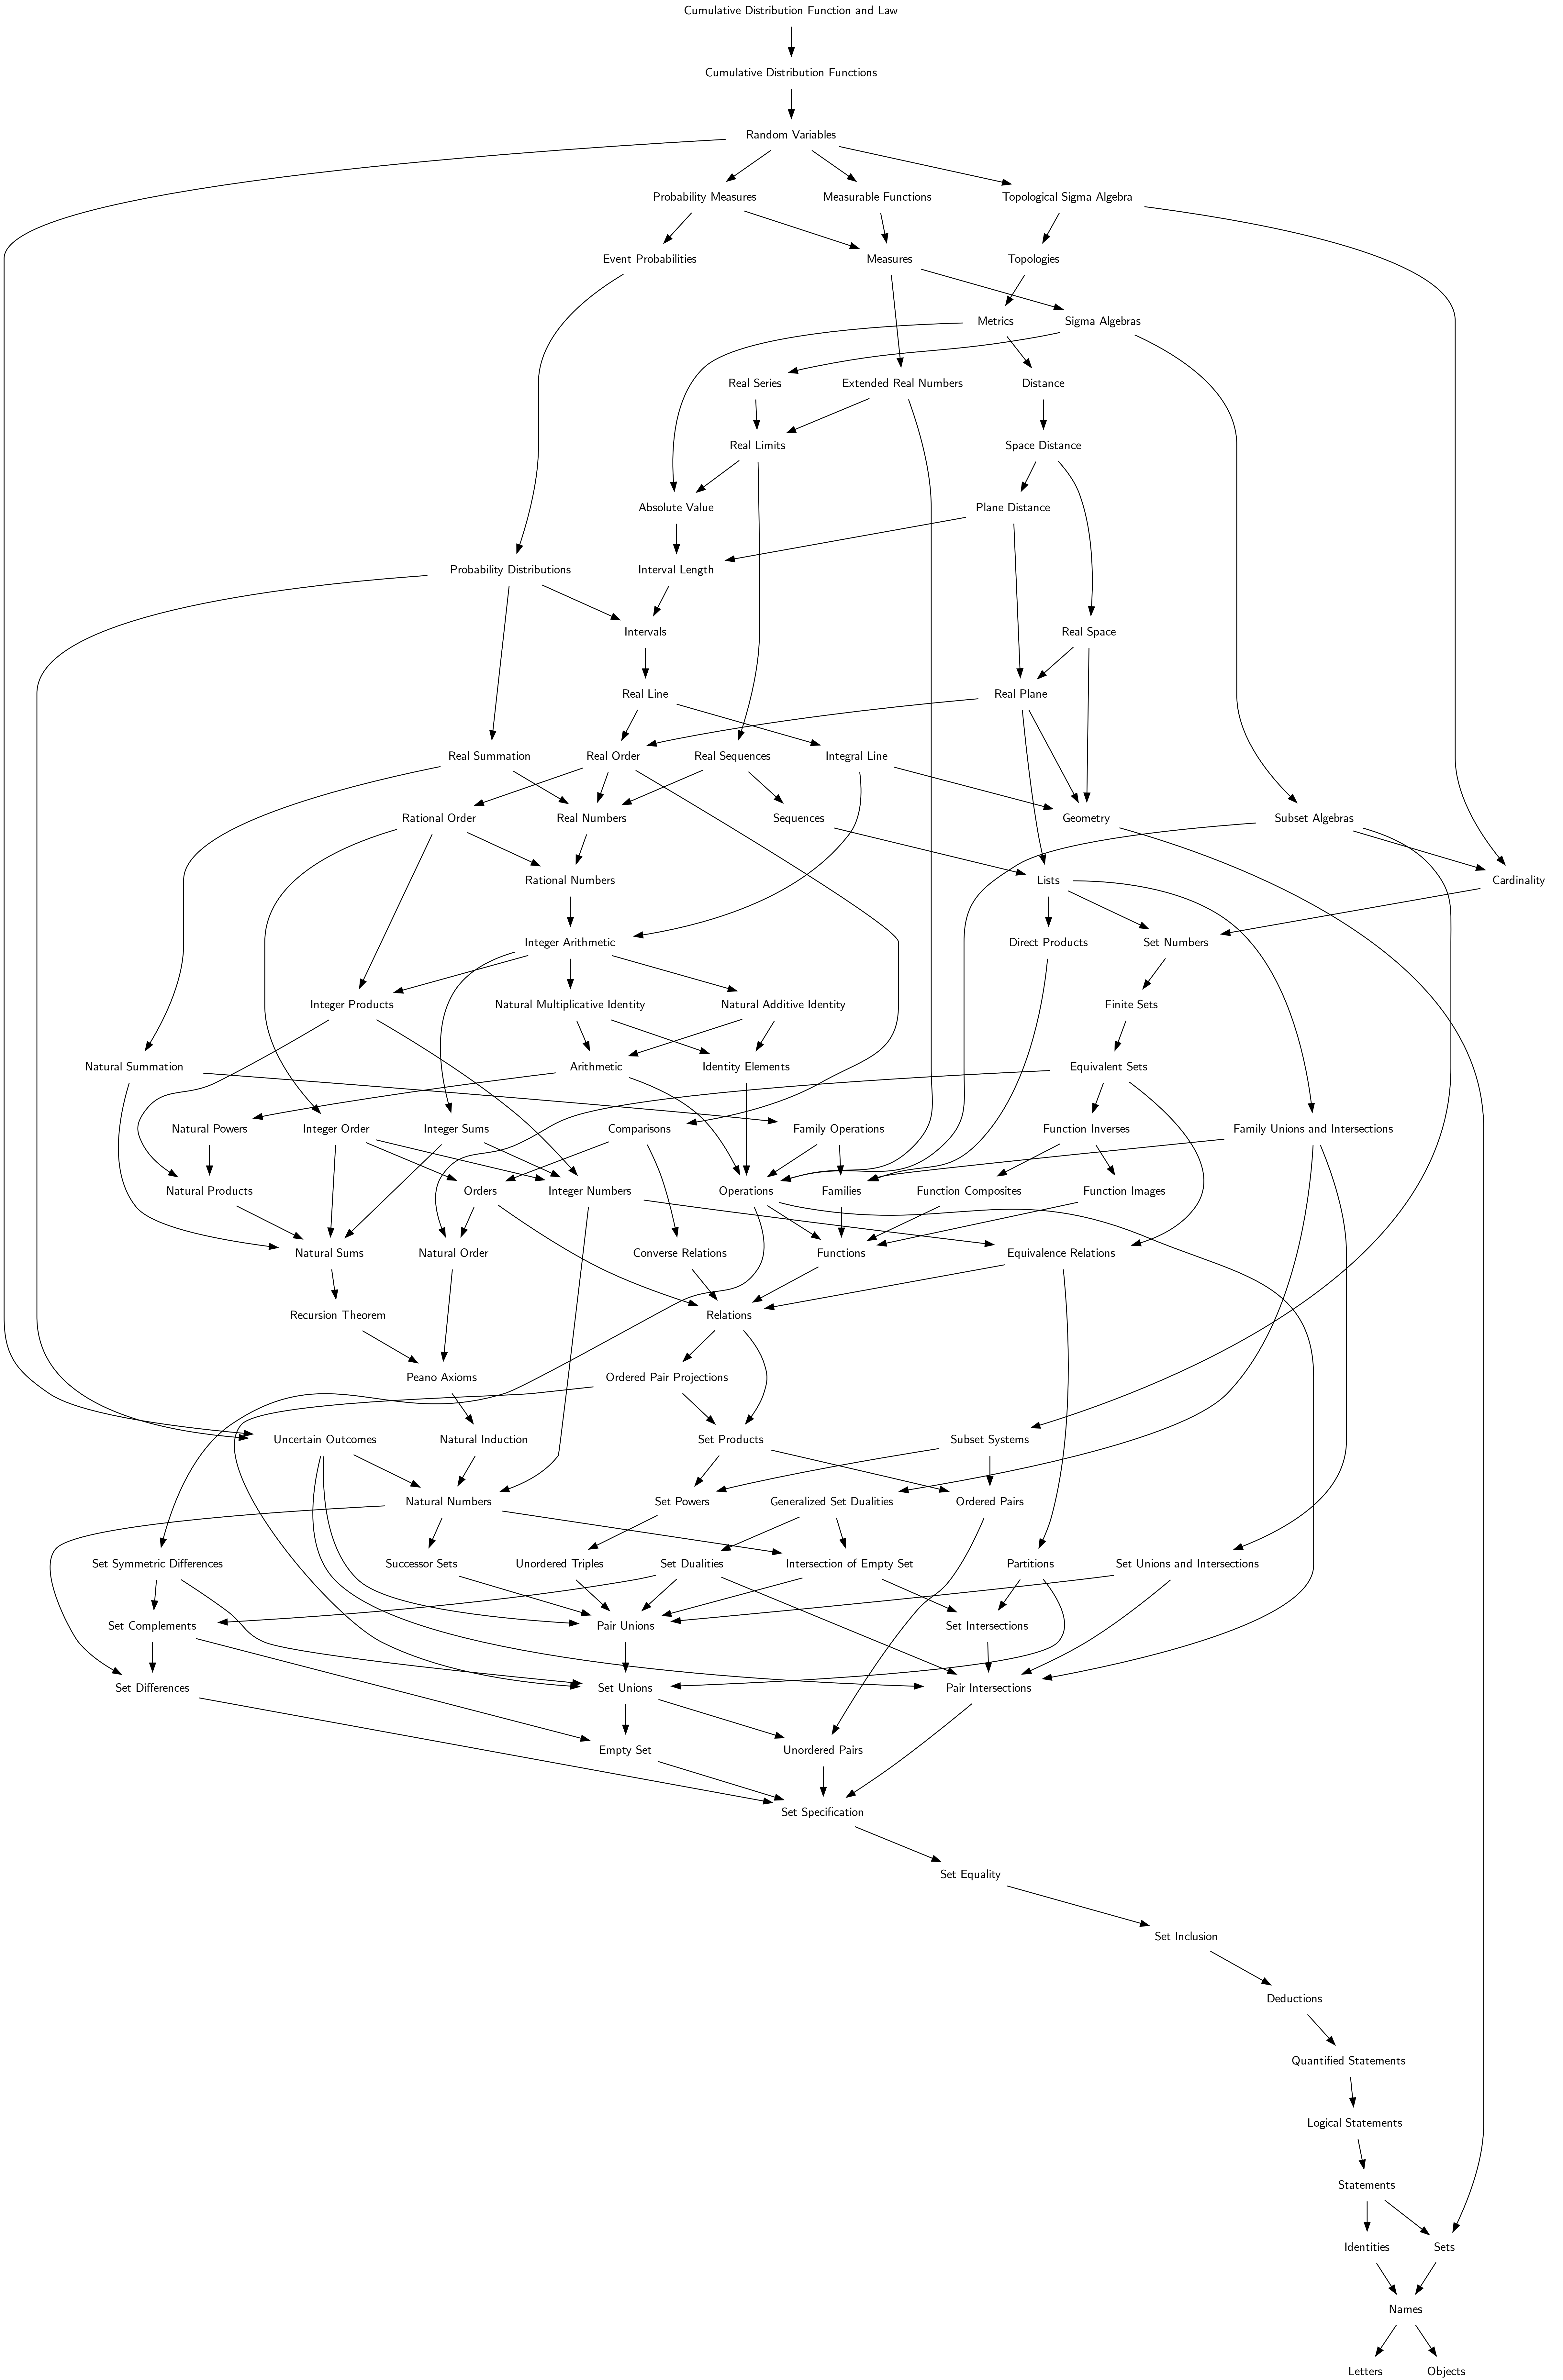 Cumulative Distribution Function and Law
Cumulative Distribution Functions
Random Variables
Probability Measures
Measurable Functions
Topological Sigma Algebra
Event Probabilities
Measures
Topologies
Metrics
Sigma Algebras
Real Series
Extended Real Numbers
Distance
Real Limits
Space Distance
Absolute Value
Plane Distance
Probability Distributions
Interval Length
Intervals
Real Space
Real Line
Real Plane
Real Summation
Real Order
Real Sequences
Integral Line
Rational Order
Real Numbers
Sequences
Geometry
Subset Algebras
Rational Numbers
Lists
Cardinality
Integer Arithmetic
Direct Products
Set Numbers
Integer Products
Natural Multiplicative Identity
Natural Additive Identity
Finite Sets
Natural Summation
Arithmetic
Identity Elements
Equivalent Sets
Natural Powers
Integer Order
Integer Sums
Comparisons
Family Operations
Function Inverses
Family Unions and Intersections
Natural Products
Orders
Integer Numbers
Operations
Families
Function Composites
Function Images
Natural Sums
Natural Order
Converse Relations
Functions
Equivalence Relations
Recursion Theorem
Relations
Peano Axioms
Ordered Pair Projections
Uncertain Outcomes
Natural Induction
Set Products
Subset Systems
Natural Numbers
Set Powers
Generalized Set Dualities
Ordered Pairs
Set Symmetric Differences
Successor Sets
Unordered Triples
Set Dualities
Intersection of Empty Set
Partitions
Set Unions and Intersections
Set Complements
Pair Unions
Set Intersections
Set Differences
Set Unions
Pair Intersections
Empty Set
Unordered Pairs
Set Specification
Set Equality
Set Inclusion
Deductions
Quantified Statements
Logical Statements
Statements
Identities
Sets
Names
Letters
Objects